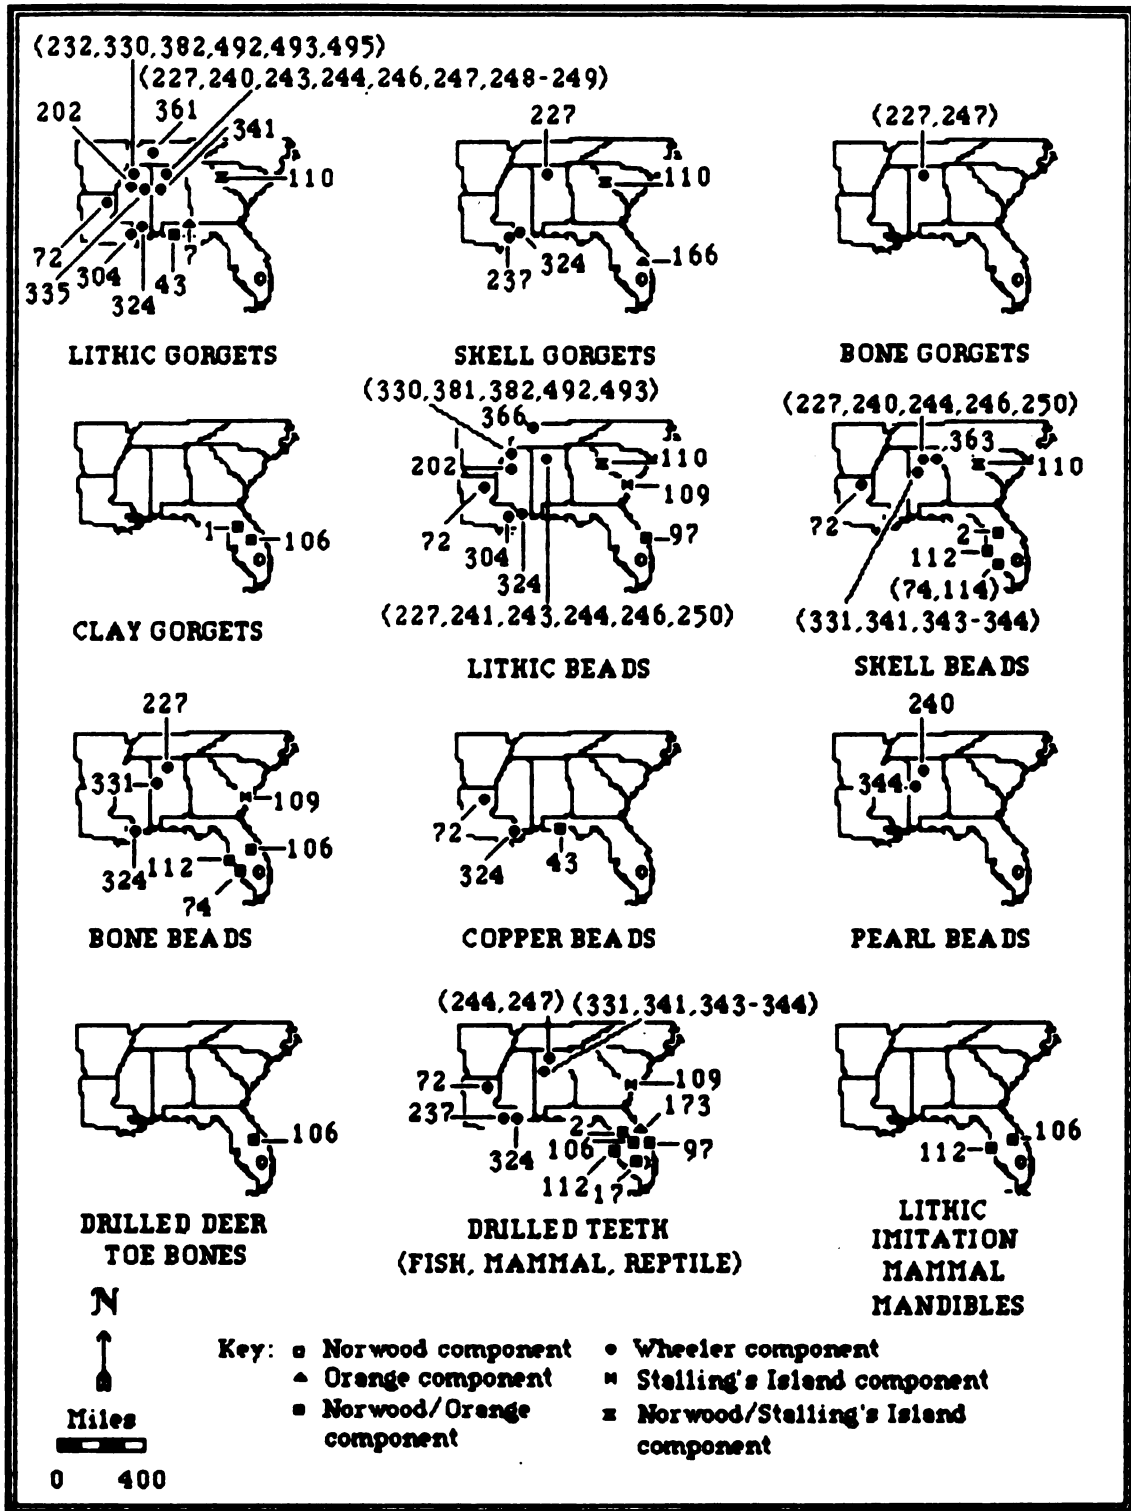 (232,330,382,492,493,495)
(227,240,243,244,246,247,248-249)
202
361
341
110
72
304
335
324
43
7
LITHIC GORGETS
227
110
237
324
166
SHELL GORGETS
(227,247)
BONE GORGETS
1
106
CLAY GORGETS
(330,381,382,492,493)
366
202
110
109
72
304
97
324
(227,241,243,244,246,250)
LITHIC BEADS
(227,240,244,246,250)
363
110
72
2
112
(74,114)
(331,341,343-344)
SHELL BEADS
227
331
109
106
324
112
74
BONE BEADS
72
324
43
COPPER BEADS
240
344
PEARL BEADS
106
DRILLED DEER
TOE BONES
(244,247) (331,341,343-344)
72
109
237
173
2
106
97
324
112
17
DRILLED TEETH
(FISH, MAMMAL, REPTILE)
106
112
LITHIC
IMITATION
MAMMAL
MANDIBLES
N
Miles
0 400
Key:
Norwood component
Orange component
Norwood/Orange
component
Wheeler component
Stalling's Island component
Norwood/Stalling's Island
component